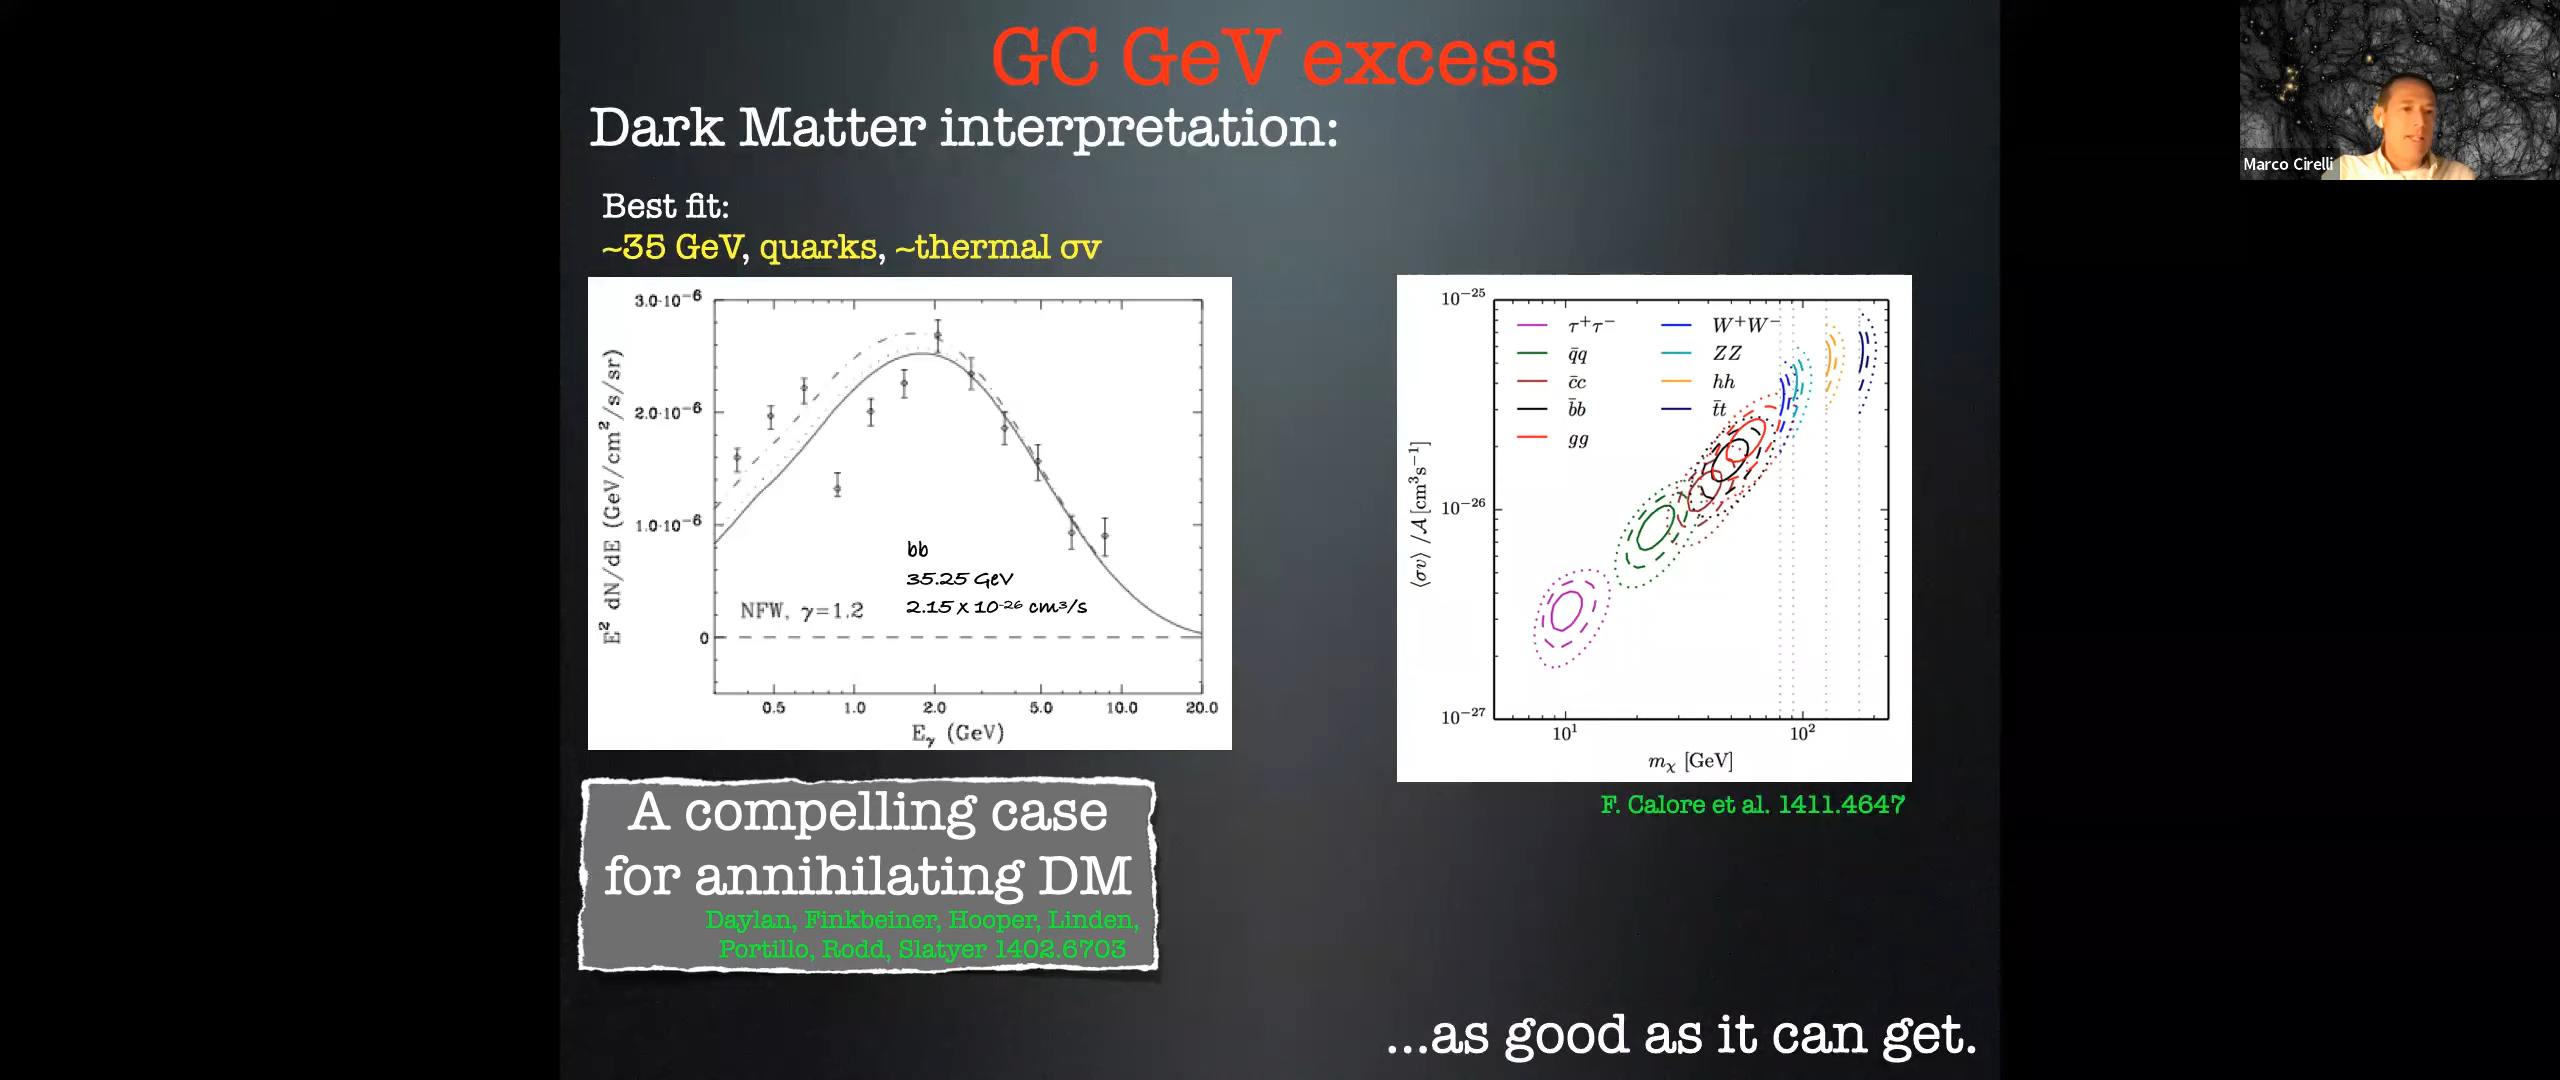 GC GeV excess
Dark Matter interpretation:
Best fit:
~35 GeV, quarks, ~thermal σv
3.0·10⁻⁶
2.0·10⁻⁶
1.0·10⁻⁶
0
E² dN/dE (GeV/cm²/s/sr)
bb
35.25 GeV
2.15 x 10⁻²⁶ cm³/s
NFW, γ=1.2
0.5 1.0 2.0 5.0 10.0 20.0
Eᵧ (GeV)
10⁻²⁵
10⁻²⁶
10⁻²⁷
⟨σv⟩ /𝒜 [cm³s⁻¹]
τ⁺τ⁻
q̄q
c̄c
b̄b
gg
W⁺W⁻
ZZ
hh
t̄t
10¹ 10²
mχ [GeV]
F. Calore et al. 1411.4647
A compelling case
for annihilating DM
Daylan, Finkbeiner, Hooper, Linden,
Portillo, Rodd, Slatyer 1402.6703
...as good as it can get.
Marco Cirelli